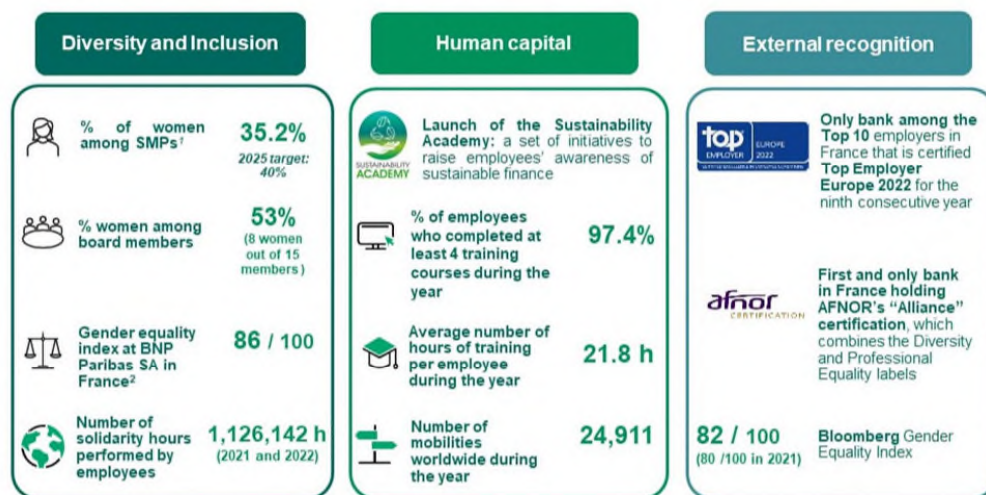 Diversity and Inclusion
% of women
among SMPs¹
35.2%
2025 target:
40%
% women among
board members
53%
(8 women
out of 15
members )
Gender equality
index at BNP
Paribas SA in
France²
86 / 100
Number of
solidarity hours
performed by
employees
1,126,142 h
(2021 and 2022)
Human capital
SUSTAINABILITY
ACADEMY
Launch of the Sustainability
Academy: a set of initiatives to
raise employees' awareness of
sustainable finance
% of employees
who completed at
least 4 training
courses during the
year
97.4%
Average number of
hours of training
per employee
during the year
21.8 h
Number of
mobilities
worldwide during
the year
24,911
External recognition
top
EMPLOYER
EUROPE
2022
Only bank among the
Top 10 employers in
France that is certified
Top Employer
Europe 2022 for the
ninth consecutive year
afnor
CERTIFICATION
First and only bank
in France holding
AFNOR's “Alliance”
certification, which
combines the Diversity
and Professional
Equality labels
82 / 100
(80 /100 in 2021)
Bloomberg Gender
Equality Index